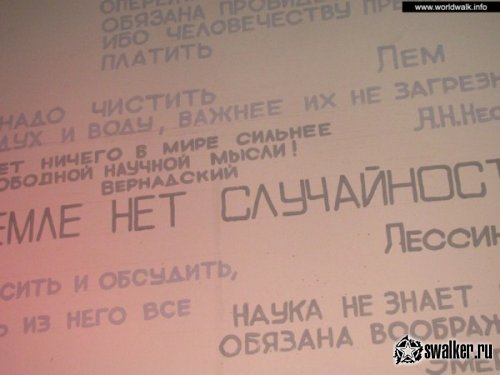 www.worldwalk.info
ОБЯЗАНА
ИБО ЧЕЛОВЕЧЕСТВУ
ПЛАТИТЬ
Лем
НАДО ЧИСТИТЬ
ДУХ И ВОДУ, ВАЖНЕЕ ИХ НЕ ЗАГРЕЗН
А.Н.Нес
ЕТ НИЧЕГО В МИРЕ СИЛЬНЕЕ
ОБОДНОЙ НАУЧНОЙ МЫСЛИ!
ВЕРНАДСКИЙ
ЕМЛЕ НЕТ СЛУЧАЙНОСТ
Лессин
СИТЬ И ОБСУДИТЬ,
Ь ИЗ НЕГО ВСЕ
НАУКА НЕ ЗНАЕТ
ОБЯЗАНА ВООБРАЖ
ЭМЕ
swalker.ru